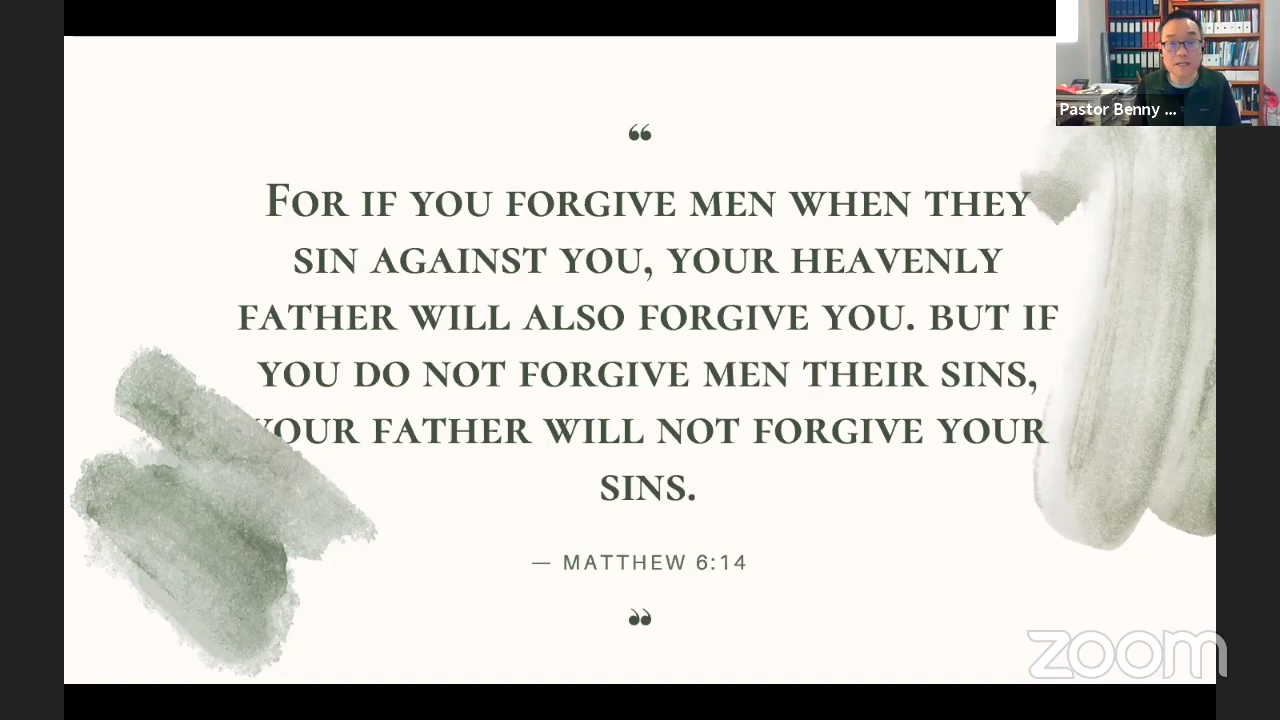 Pastor Benny ...
❝
For if you forgive men when they
sin against you, your heavenly
Father will also forgive you. But if
you do not forgive men their sins,
your Father will not forgive your
sins.
— MATTHEW 6:14
❞
zoom